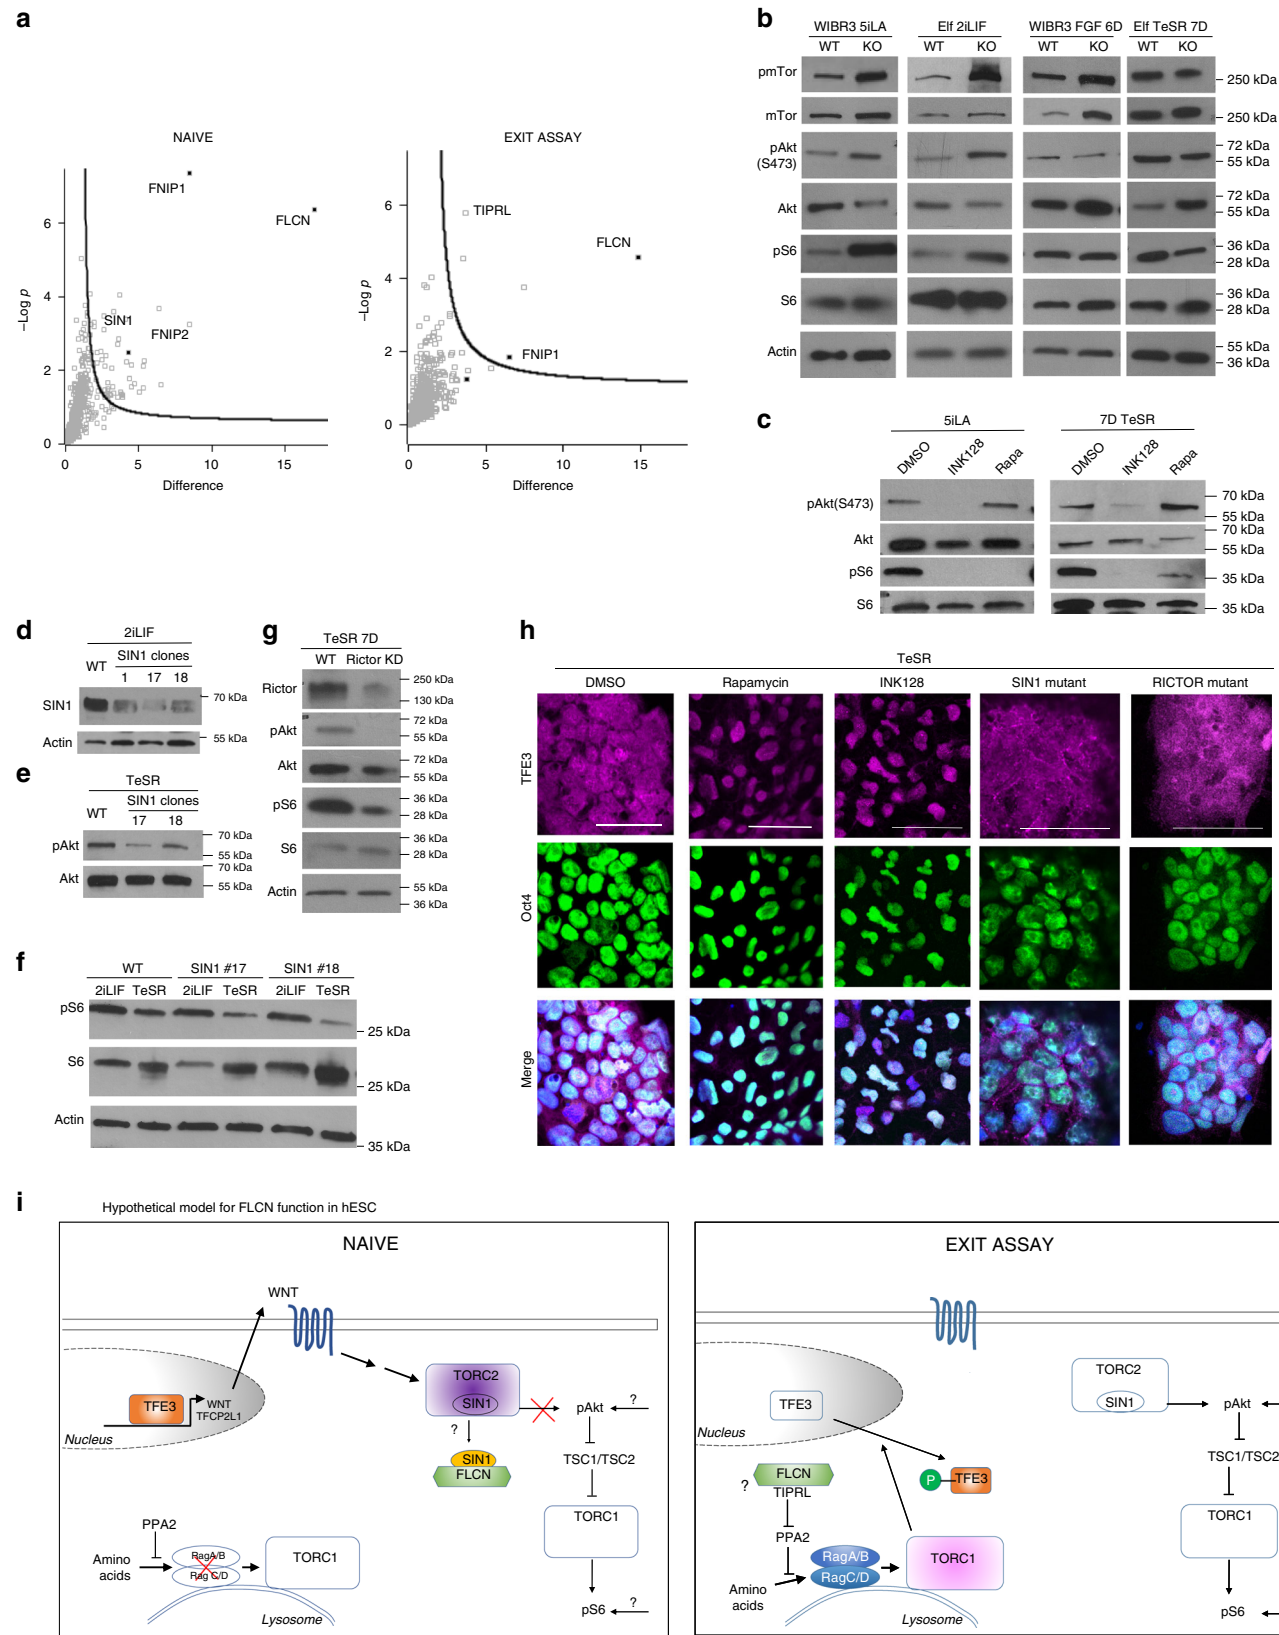 a
NAIVE
EXIT ASSAY
–Log p
6
4
2
0
FNIP1
FLCN
SIN1
FNIP2
0
5
10
15
Difference
–Log p
6
4
2
0
TIPRL
FLCN
FNIP1
0
5
10
15
Difference
b
WIBR3 5iLA
Elf 2iLIF
WIBR3 FGF 6D
Elf TeSR 7D
WT KO WT KO WT KO WT KO
pmTor
250 kDa
mTor
250 kDa
pAkt
(S473)
72 kDa
55 kDa
Akt
72 kDa
55 kDa
pS6
36 kDa
28 kDa
S6
36 kDa
28 kDa
Actin
55 kDa
36 kDa
c
5iLA
7D TeSR
DMSO INK128 Rapa DMSO INK128 Rapa
pAkt(S473)
70 kDa
55 kDa
Akt
70 kDa
55 kDa
pS6
35 kDa
S6
35 kDa
d
2iLIF
SIN1 clones
WT
1 17 18
SIN1
70 kDa
Actin
55 kDa
e
TeSR
SIN1 clones
WT
17 18
pAkt
70 kDa
55 kDa
Akt
70 kDa
55 kDa
g
TeSR 7D
WT Rictor KD
Rictor
250 kDa
130 kDa
pAkt
72 kDa
55 kDa
Akt
72 kDa
55 kDa
pS6
36 kDa
28 kDa
S6
36 kDa
28 kDa
Actin
55 kDa
36 kDa
f
WT SIN1 #17 SIN1 #18
2iLIF TeSR 2iLIF TeSR 2iLIF TeSR
pS6
25 kDa
S6
25 kDa
Actin
35 kDa
h
TeSR
DMSO
Rapamycin
INK128
SIN1 mutant
RICTOR mutant
TFE3
Oct4
Merge
i
Hypothetical model for FLCN function in hESC
NAIVE
WNT
TFE3
WNT
TFCP2L1
Nucleus
TORC2
SIN1
?
SIN1
FLCN
pAkt
?
TSC1/TSC2
TORC1
pS6
?
PPA2
Amino
acids
RagA/B
Rag C/D
TORC1
Lysosome
EXIT ASSAY
TFE3
Nucleus
P
TFE3
TORC2
SIN1
pAkt
TSC1/TSC2
TORC1
pS6
FLCN
?
TIPRL
PPA2
Amino
acids
RagA/B
RagC/D
TORC1
Lysosome